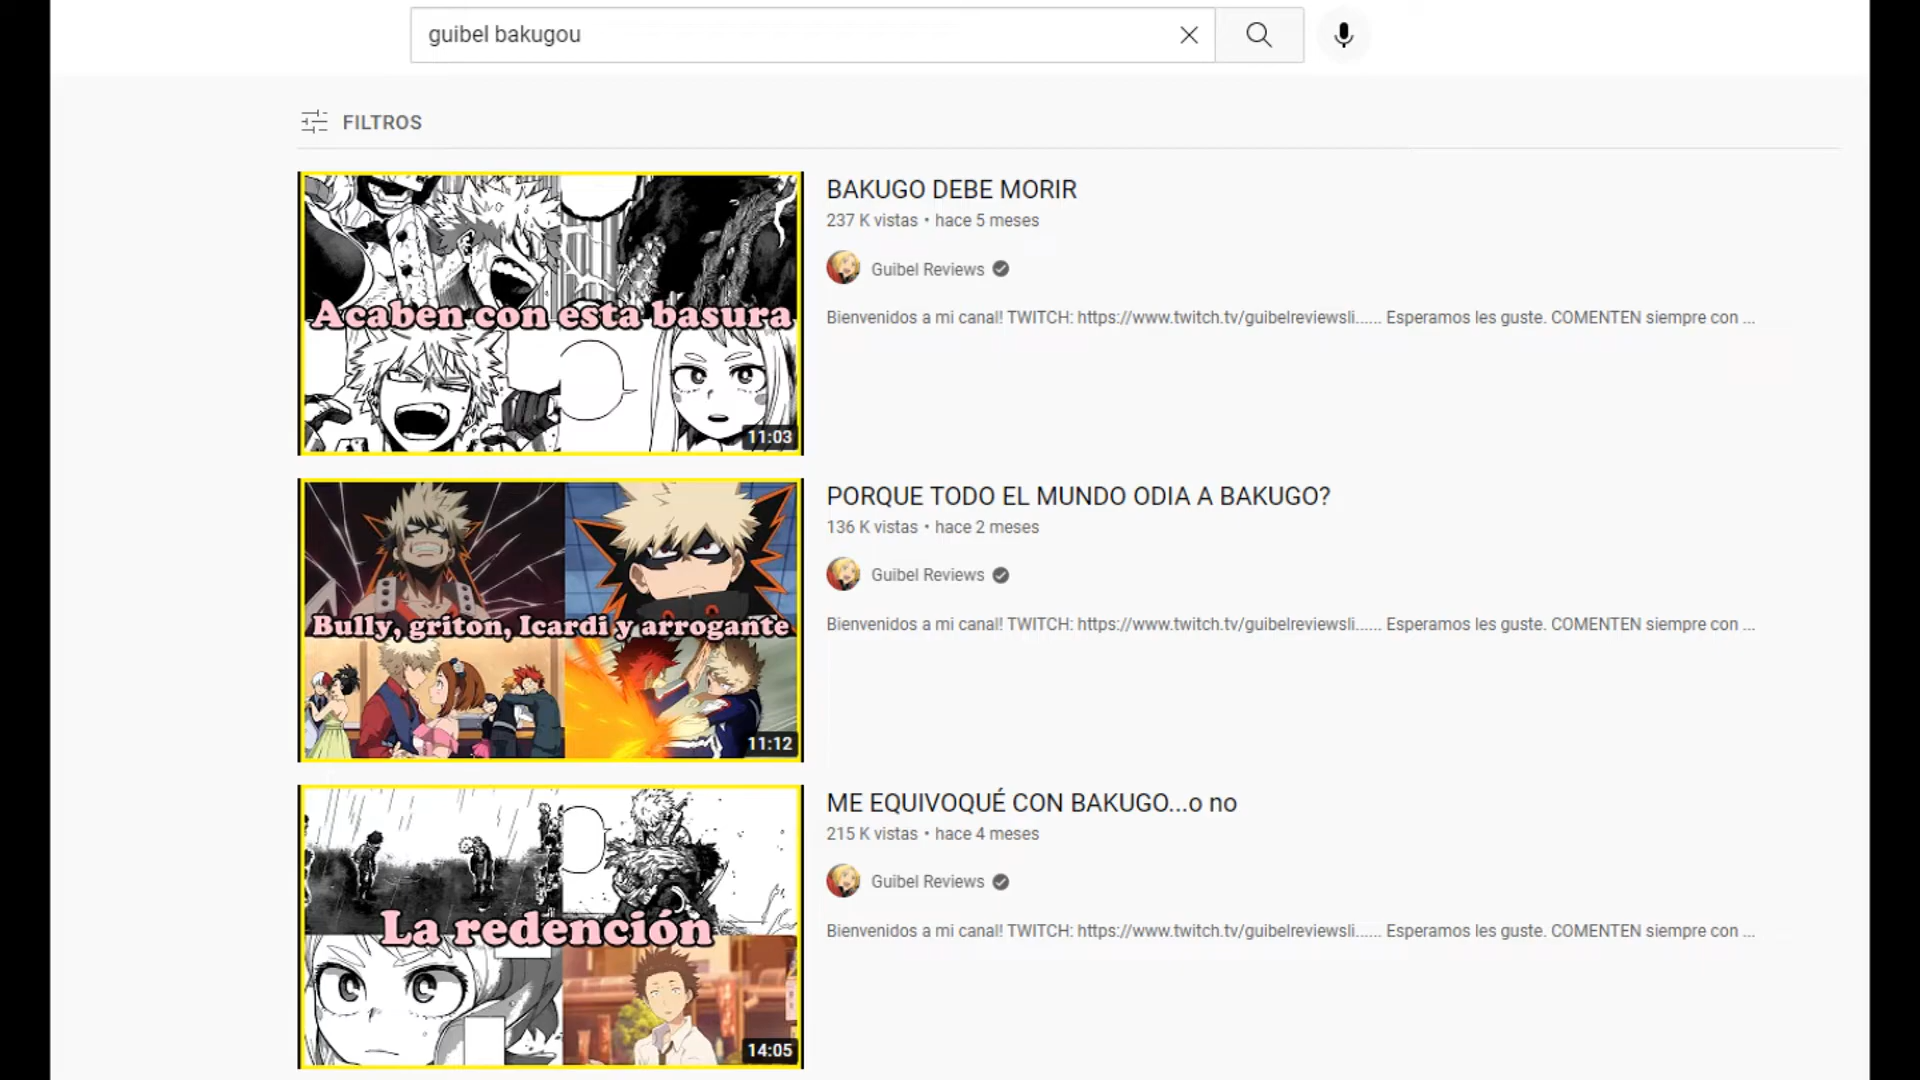 guibel bakugou
FILTROS
Acaben con esta basura
11:03
BAKUGO DEBE MORIR
237 K vistas • hace 5 meses
Guibel Reviews
Bienvenidos a mi canal! TWITCH: https://www.twitch.tv/guibelreviewsli...... Esperamos les guste. COMENTEN siempre con ...
Bully, griton, Icardi y arrogante
11:12
PORQUE TODO EL MUNDO ODIA A BAKUGO?
136 K vistas • hace 2 meses
Guibel Reviews
Bienvenidos a mi canal! TWITCH: https://www.twitch.tv/guibelreviewsli...... Esperamos les guste. COMENTEN siempre con ...
La redención
14:05
ME EQUIVOQUÉ CON BAKUGO...o no
215 K vistas • hace 4 meses
Guibel Reviews
Bienvenidos a mi canal! TWITCH: https://www.twitch.tv/guibelreviewsli...... Esperamos les guste. COMENTEN siempre con ...